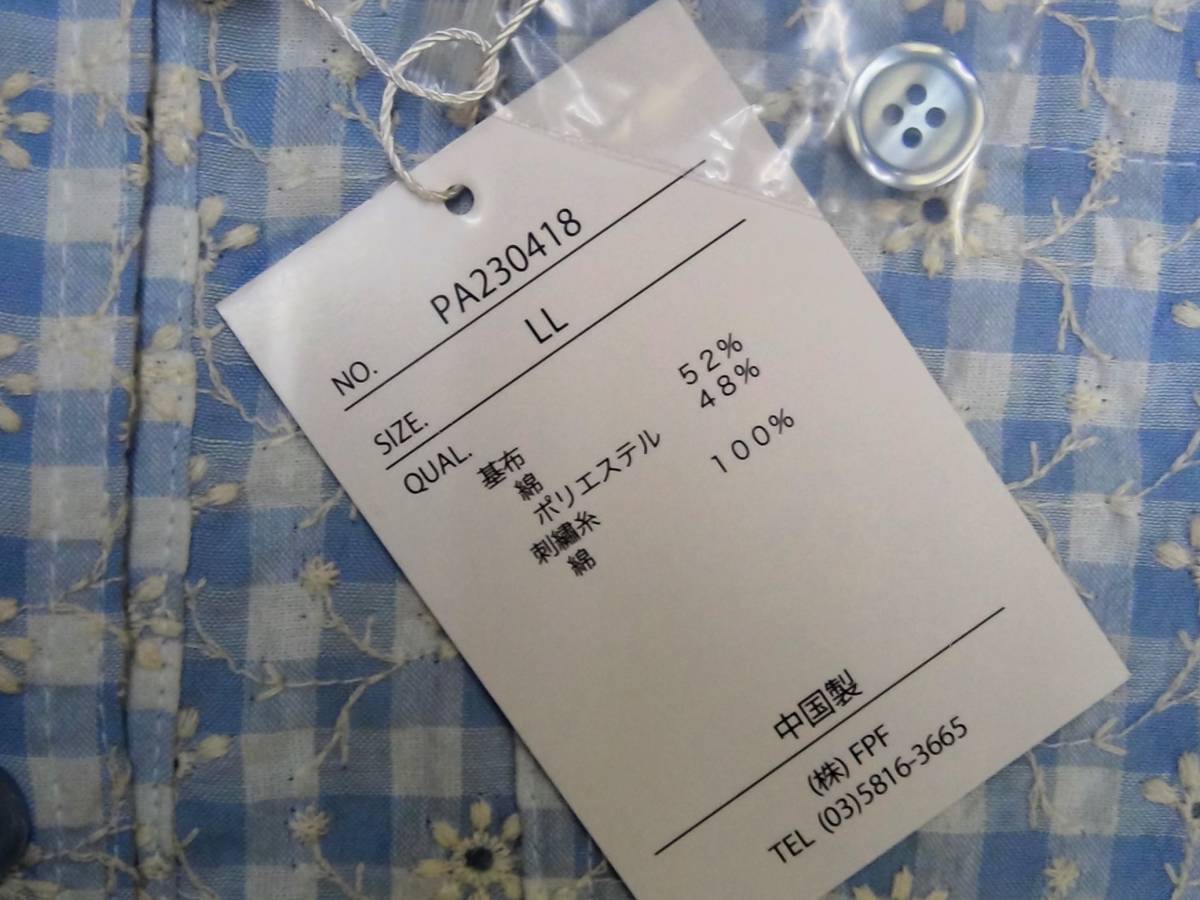 NO. PA230418
SIZE. LL
QUAL.
基布
綿 52%
ポリエステル 48%
刺繡糸
綿 100%
中国製
(株) FPF
TEL (03)5816-3665